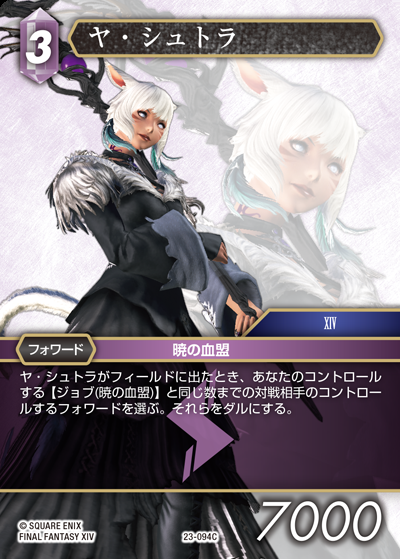 3
ヤ・シュトラ
XIV
フォワード
暁の血盟
ヤ・シュトラがフィールドに出たとき、あなたのコントロール
する【ジョブ(暁の血盟)】と同じ数までの対戦相手のコントロー
ルするフォワードを選ぶ。それらをダルにする。
© SQUARE ENIX
FINAL FANTASY XIV
23-094C
7000